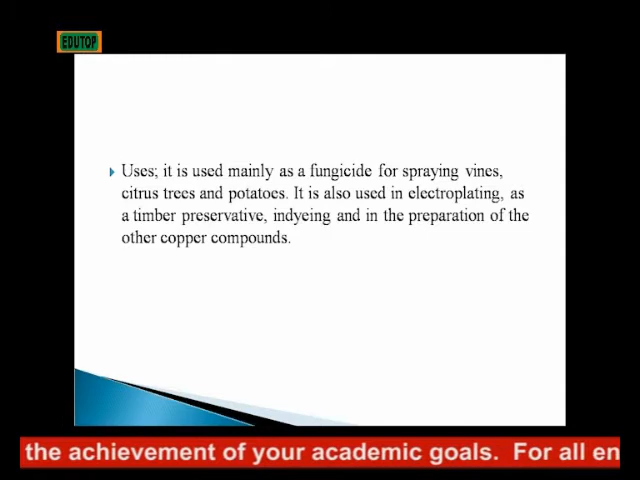 EDUTOP
Uses; it is used mainly as a fungicide for spraying vines,
citrus trees and potatoes. It is also used in electroplating, as
a timber preservative, indyeing and in the preparation of the
other copper compounds.
the achievement of your academic goals.  For all en